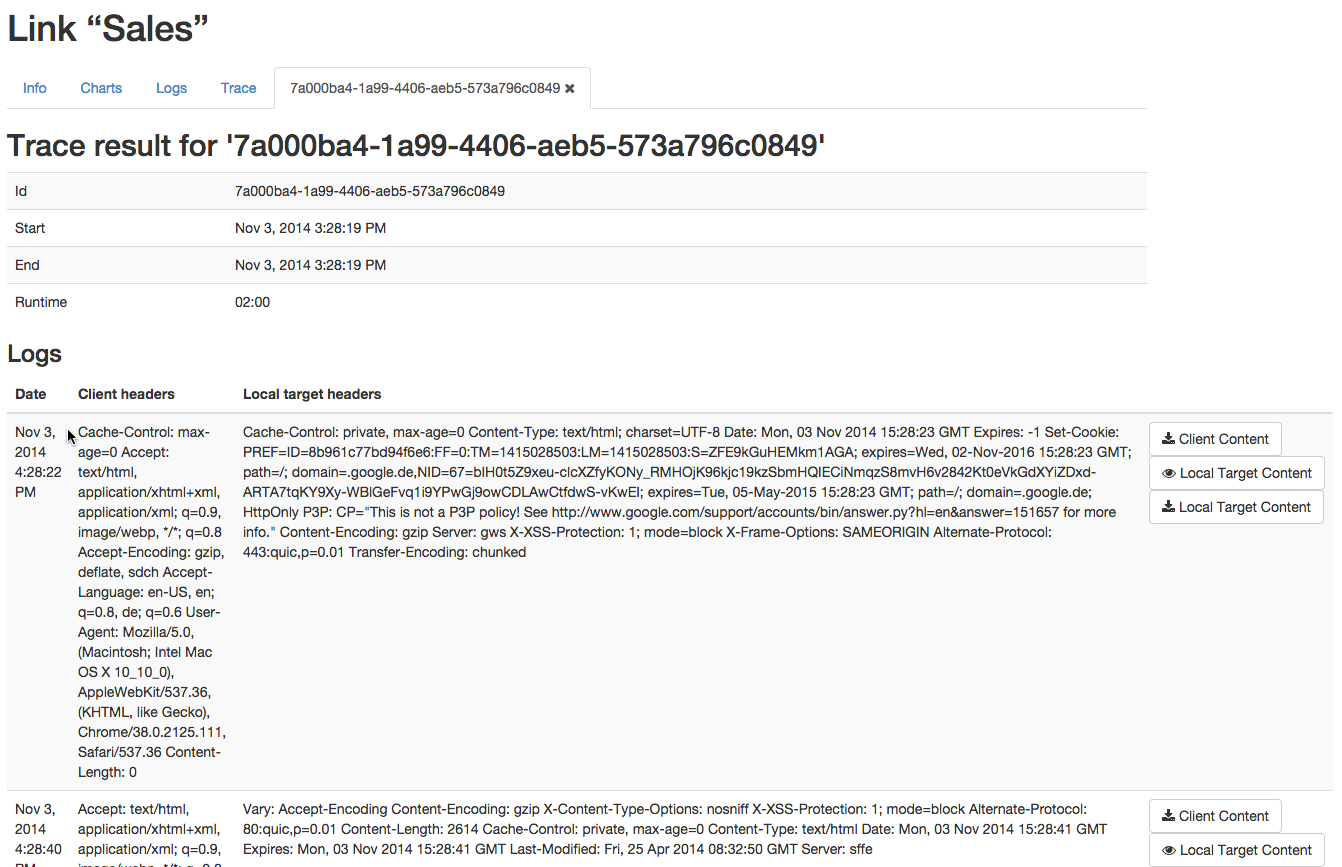 Link “Sales”
Info Charts Logs Trace 7a000ba4-1a99-4406-aeb5-573a796c0849 ✖
Trace result for '7a000ba4-1a99-4406-aeb5-573a796c0849'
Id 7a000ba4-1a99-4406-aeb5-573a796c0849
Start Nov 3, 2014 3:28:19 PM
End Nov 3, 2014 3:28:19 PM
Runtime 02:00
Logs
Date Client headers Local target headers
Nov 3,
2014
4:28:22
PM
Cache-Control: max-
age=0 Accept:
text/html,
application/xhtml+xml,
application/xml; q=0.9,
image/webp, */*; q=0.8
Accept-Encoding: gzip,
deflate, sdch Accept-
Language: en-US, en;
q=0.8, de; q=0.6 User-
Agent: Mozilla/5.0,
(Macintosh; Intel Mac
OS X 10_10_0),
AppleWebKit/537.36,
(KHTML, like Gecko),
Chrome/38.0.2125.111,
Safari/537.36 Content-
Length: 0
Cache-Control: private, max-age=0 Content-Type: text/html; charset=UTF-8 Date: Mon, 03 Nov 2014 15:28:23 GMT Expires: -1 Set-Cookie:
PREF=ID=8b961c77bd94f6e6:FF=0:TM=1415028503:LM=1415028503:S=ZFE9kGuHEMkm1AGA; expires=Wed, 02-Nov-2016 15:28:23 GMT;
path=/; domain=.google.de,NID=67=bIH0t5Z9xeu-clcXZfyKONy_RMHOjK96kjc19kzSbmHQIECiNmqzS8mvH6v2842Kt0eVkGdXYiZDxd-
ARTA7tqKY9Xy-WBlGeFvq1i9YPwGj9owCDLAwCtfdwS-vKwEI; expires=Tue, 05-May-2015 15:28:23 GMT; path=/; domain=.google.de;
HttpOnly P3P: CP="This is not a P3P policy! See http://www.google.com/support/accounts/bin/answer.py?hl=en&answer=151657 for more
info." Content-Encoding: gzip Server: gws X-XSS-Protection: 1; mode=block X-Frame-Options: SAMEORIGIN Alternate-Protocol:
443:quic,p=0.01 Transfer-Encoding: chunked
Client Content
Local Target Content
Local Target Content
Nov 3,
2014
4:28:40
Accept: text/html,
application/xhtml+xml,
application/xml; q=0.9,
Vary: Accept-Encoding Content-Encoding: gzip X-Content-Type-Options: nosniff X-XSS-Protection: 1; mode=block Alternate-Protocol:
80:quic,p=0.01 Content-Length: 2614 Cache-Control: private, max-age=0 Content-Type: text/html Date: Mon, 03 Nov 2014 15:28:41 GMT
Expires: Mon, 03 Nov 2014 15:28:41 GMT Last-Modified: Fri, 25 Apr 2014 08:32:50 GMT Server: sffe
Client Content
Local Target Content